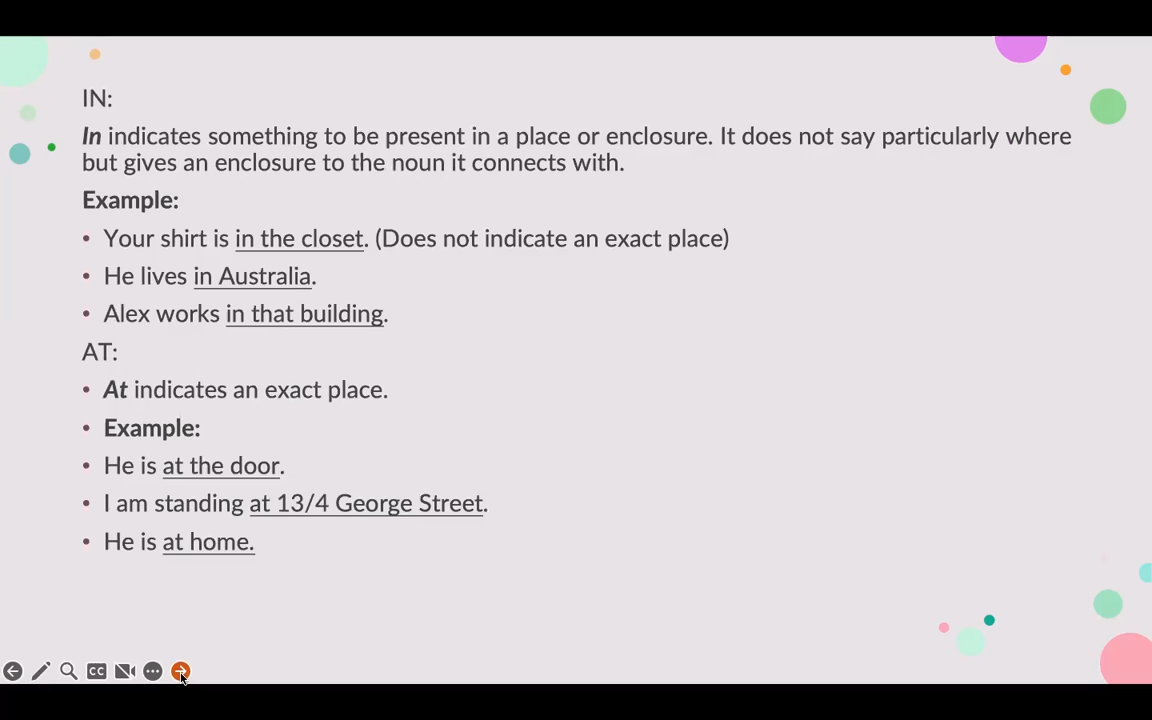 IN:
In indicates something to be present in a place or enclosure. It does not say particularly where
but gives an enclosure to the noun it connects with.
Example:
• Your shirt is in the closet. (Does not indicate an exact place)
• He lives in Australia.
• Alex works in that building.
AT:
• At indicates an exact place.
• Example:
• He is at the door.
• I am standing at 13/4 George Street.
• He is at home.
CC